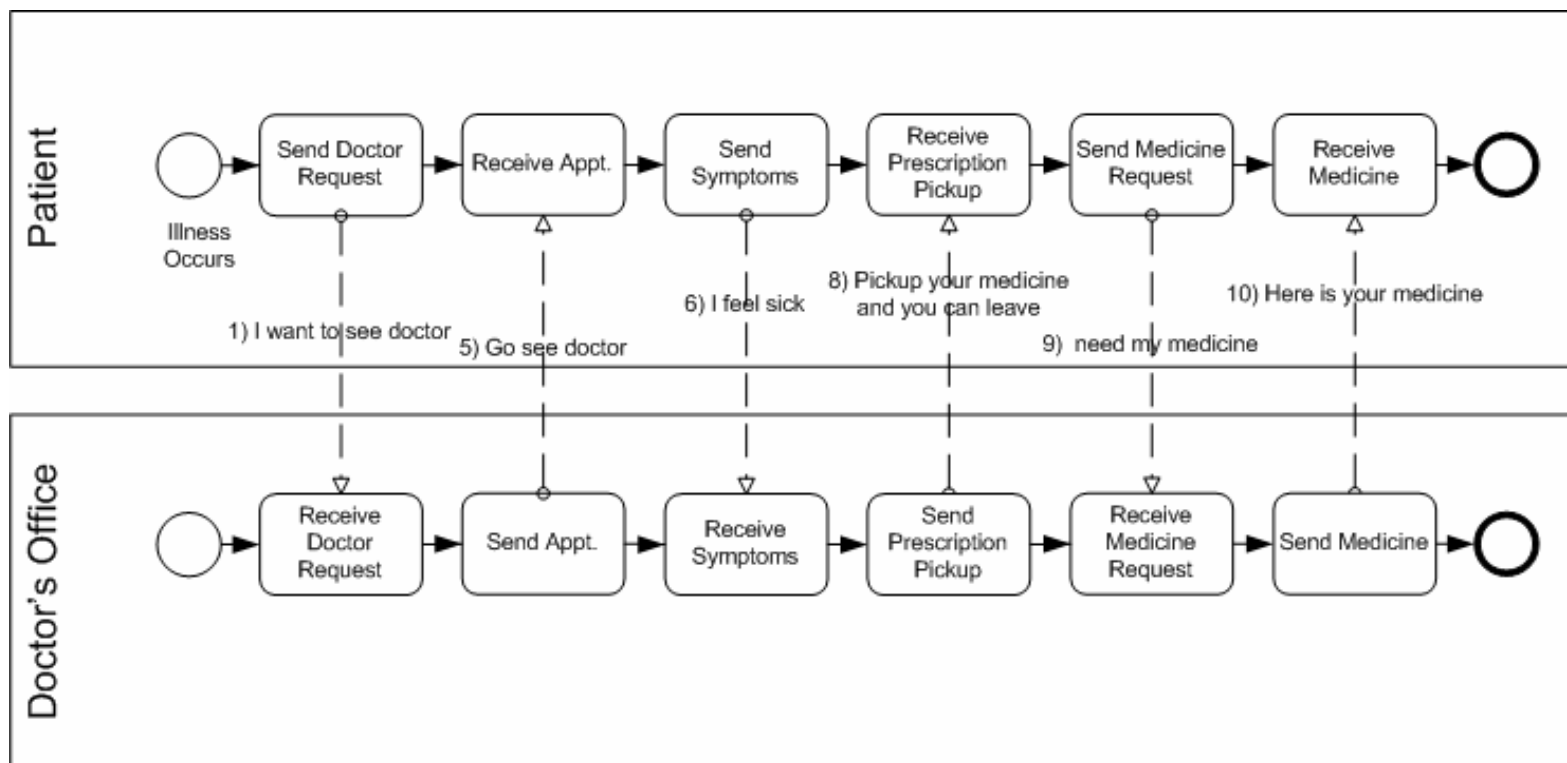 Patient
Send Doctor
Request
Receive Appt.
Send
Symptoms
Receive
Prescription
Pickup
Send Medicine
Request
Receive
Medicine
Illness
Occurs
1) I want to see doctor
5) Go see doctor
6) I feel sick
8) Pickup your medicine
and you can leave
9) need my medicine
10) Here is your medicine
Doctor's Office
Receive
Doctor
Request
Send Appt.
Receive
Symptoms
Send
Prescription
Pickup
Receive
Medicine
Request
Send Medicine